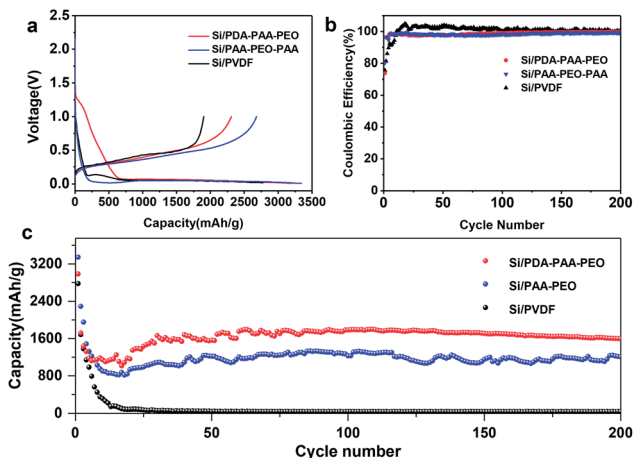 a
2.5
2.0
1.5
1.0
0.5
0.0
Voltage(V)
Si/PDA-PAA-PEO
Si/PAA-PEO-PAA
Si/PVDF
0 500 1000 1500 2000 2500 3000 3500
Capacity(mAh/g)
b
120
100
80
60
40
20
0
Coulombic Efficiency(%)
Si/PDA-PAA-PEO
Si/PAA-PEO-PAA
Si/PVDF
0 50 100 150 200
Cycle Number
c
3200
2400
1600
800
0
Capacity(mAh/g)
Si/PDA-PAA-PEO
Si/PAA-PEO
Si/PVDF
0 50 100 150 200
Cycle number